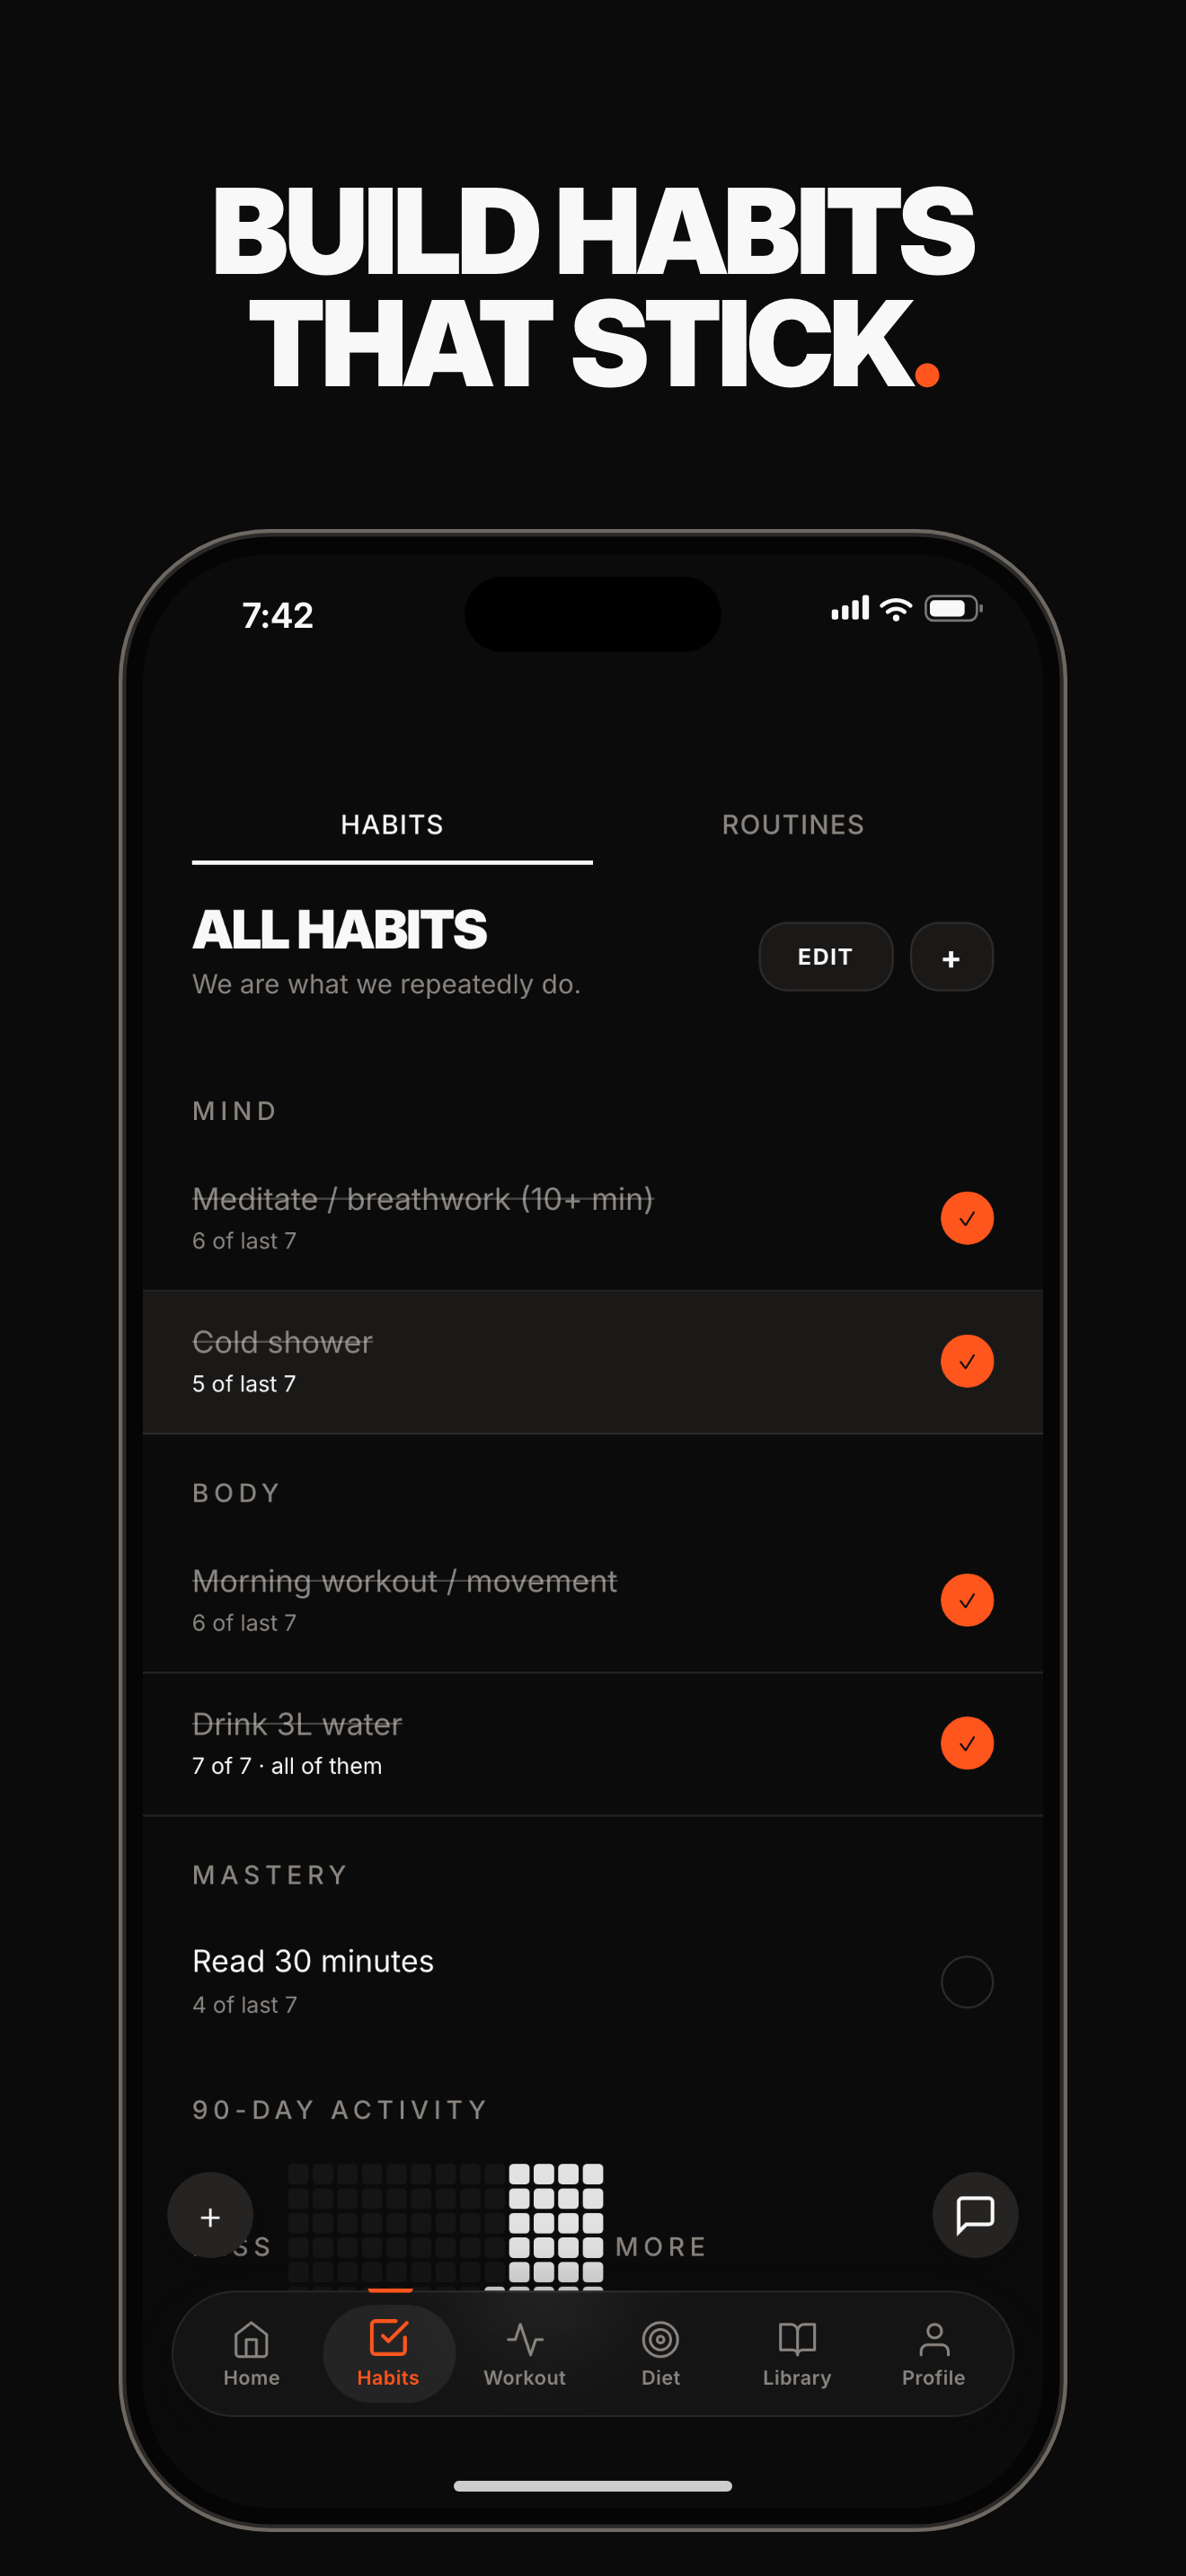 BUILD HABITS
THAT STICK.
7:42
HABITS
ROUTINES
ALL HABITS
We are what we repeatedly do.
EDIT
+
MIND
Meditate / breathwork (10+ min)
6 of last 7
Cold shower
5 of last 7
BODY
Morning workout / movement
6 of last 7
Drink 3L water
7 of 7 · all of them
MASTERY
Read 30 minutes
4 of last 7
90-DAY ACTIVITY
+
MORE
Home
Habits
Workout
Diet
Library
Profile